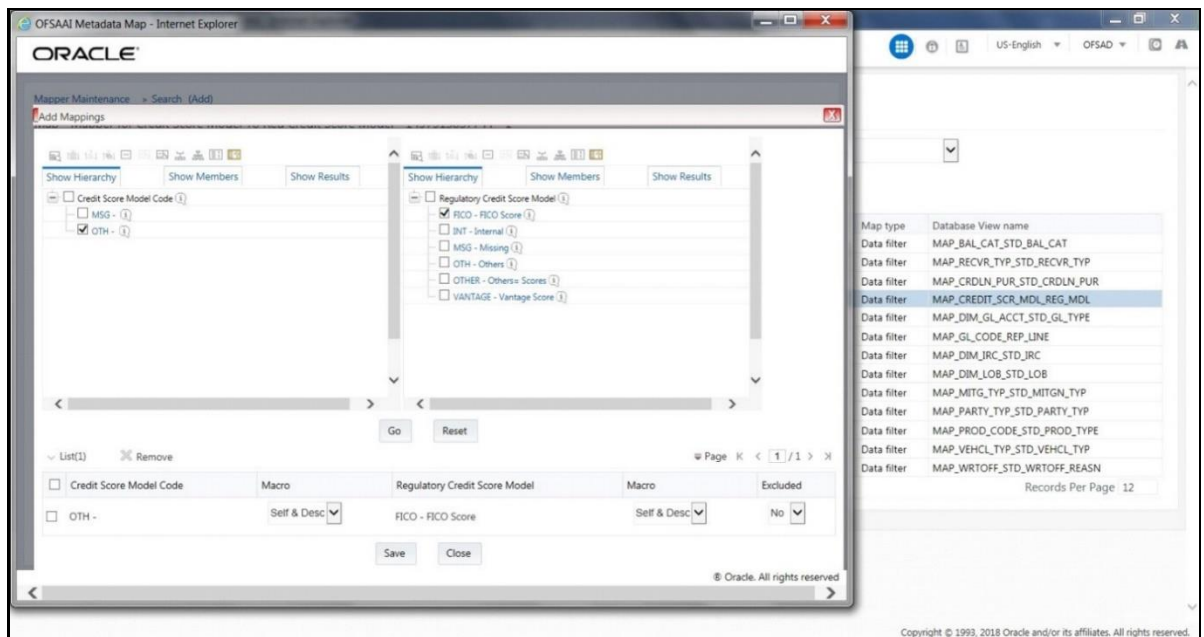 OFSAAI Metadata Map - Internet Explorer
ORACLE
US-English OFSAD
Mapper Maintenance » Search (Add)
Add Mappings
Show Hierarchy Show Members Show Results
Credit Score Model Code
MSG -
OTH -
Show Hierarchy Show Members Show Results
Regulatory Credit Score Model
FICO - FICO Score
INT - Internal
MSG - Missing
OTH - Others
OTHER - Others= Scores
VANTAGE - Vantage Score
Go Reset
List(1) Remove Page 1 / 1
Credit Score Model Code Macro Regulatory Credit Score Model Macro Excluded
OTH - Self & Desc FICO - FICO Score Self & Desc No
Save Close
® Oracle. All rights reserved
Map type Database View name
Data filter MAP_BAL_CAT_STD_BAL_CAT
Data filter MAP_RECVR_TYP_STD_RECVR_TYP
Data filter MAP_CRDLN_PUR_STD_CRDLN_PUR
Data filter MAP_CREDIT_SCR_MDL_REG_MDL
Data filter MAP_DIM_GL_ACCT_STD_GL_TYPE
Data filter MAP_GL_CODE_REP_LINE
Data filter MAP_DIM_IRC_STD_IRC
Data filter MAP_DIM_LOB_STD_LOB
Data filter MAP_MITG_TYP_STD_MITGN_TYP
Data filter MAP_PARTY_TYP_STD_PARTY_TYP
Data filter MAP_PROD_CODE_STD_PROD_TYPE
Data filter MAP_VEHCL_TYP_STD_VEHCL_TYP
Data filter MAP_WRTOFF_STD_WRTOFF_REASN
Records Per Page 12
Copyright © 1993, 2018 Oracle and/or its affiliates. All rights reserved.